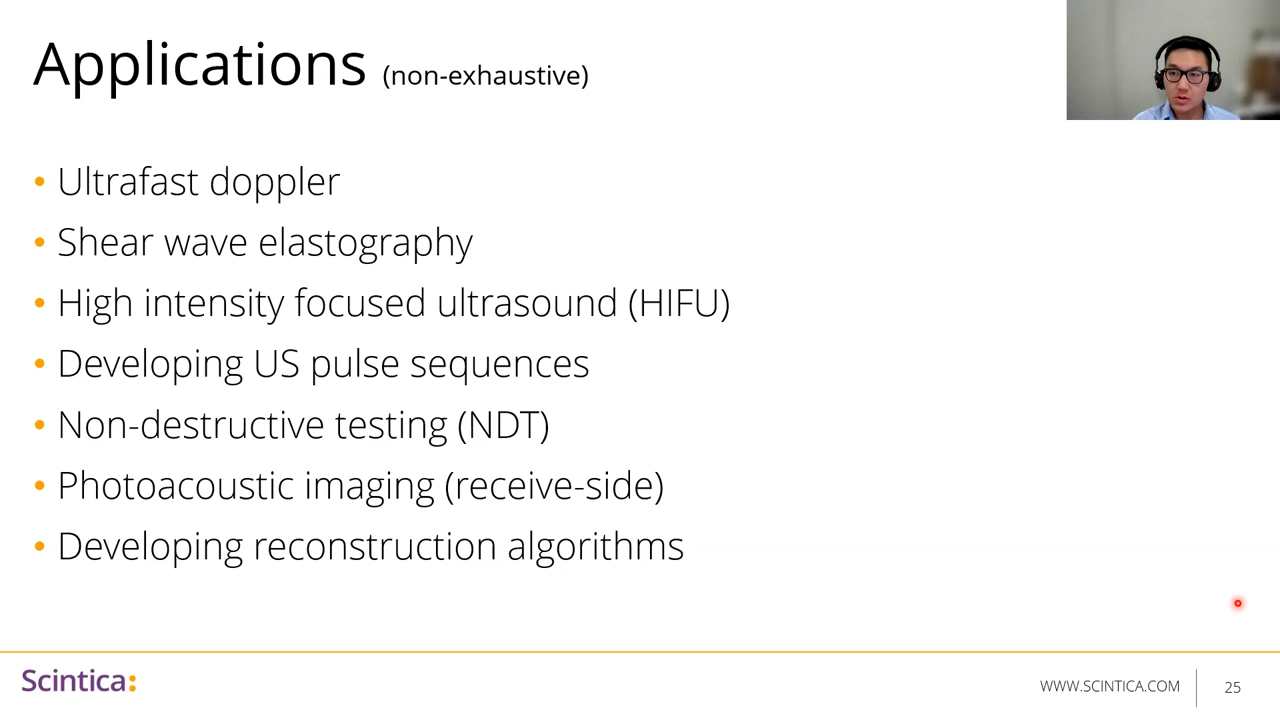 Applications (non-exhaustive)
• Ultrafast doppler
• Shear wave elastography
• High intensity focused ultrasound (HIFU)
• Developing US pulse sequences
• Non-destructive testing (NDT)
• Photoacoustic imaging (receive-side)
• Developing reconstruction algorithms
Scintica:
WWW.SCINTICA.COM
25